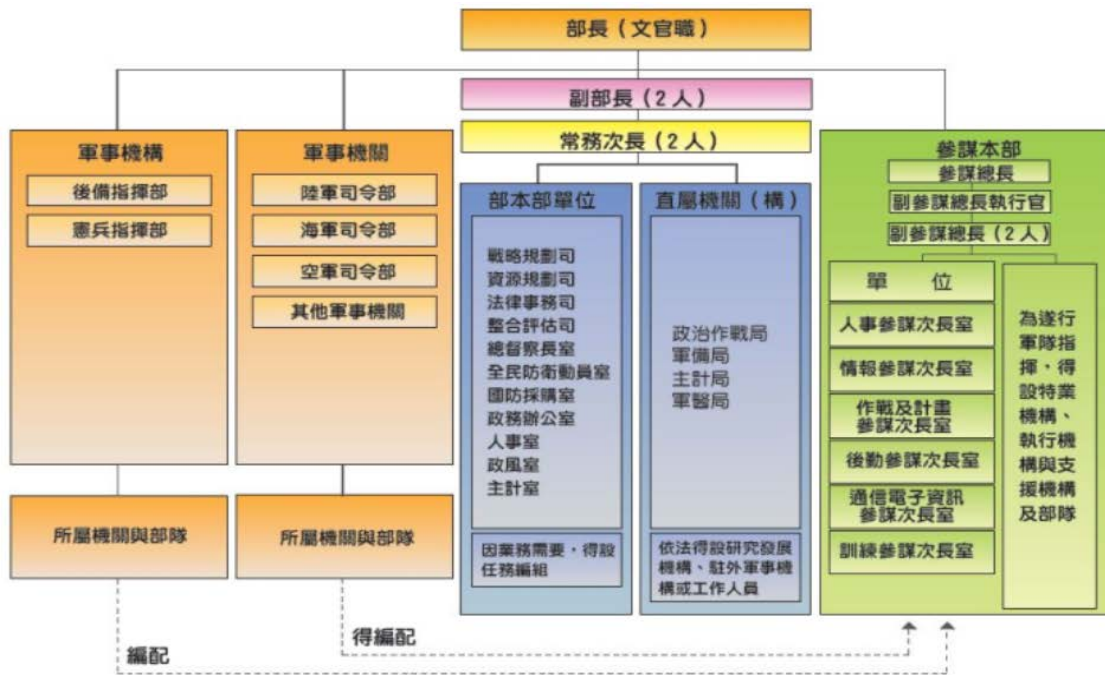 部長(文官職)
副部長(2人)
常務次長(2人)
軍事機構
後備指揮部
憲兵指揮部
所屬機關與部隊
軍事機關
陸軍司令部
海軍司令部
空軍司令部
其他軍事機關
所屬機關與部隊
部本部單位
戰略規劃司
資源規劃司
法律事務司
整合評估司
總督察長室
全民防衛動員室
國防採購室
政務辦公室
人事室
政風室
主計室
因業務需要,得設
任務編組
直屬機關(構)
政治作戰局
軍備局
主計局
軍醫局
依法得設研究發展
機構、駐外軍事機
構或工作人員
參謀本部
參謀總長
副參謀總長執行官
副參謀總長(2人)
單 位
人事參謀次長室
情報參謀次長室
作戰及計畫
參謀次長室
後勤參謀次長室
通信電子資訊
參謀次長室
訓練參謀次長室
為遂行
軍隊指
揮,得
設特業
機構、
執行機
構與支
援機構
及部隊
得編配
編配